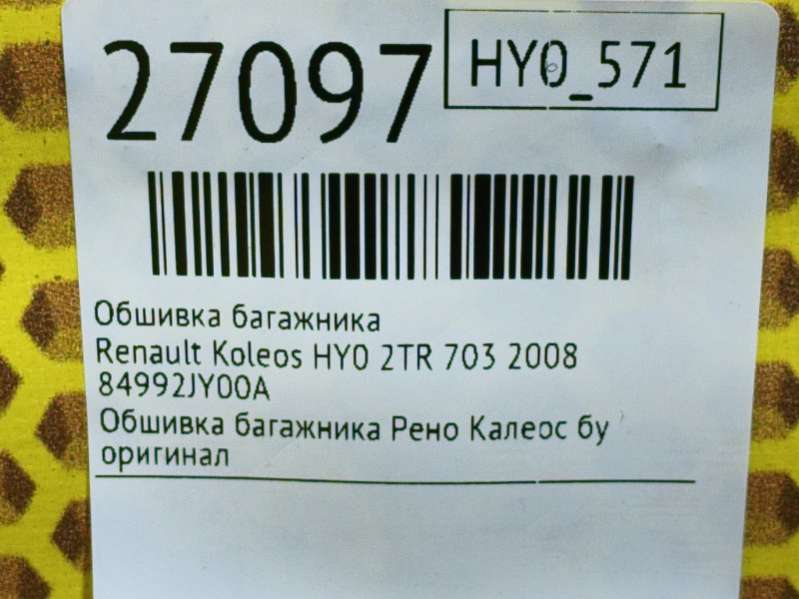 27097
HY0_571
Обшивка багажника
Renault Koleos HY0 2TR 703 2008
84992JY00A
Обшивка багажника Рено Калеос бу
оригинал